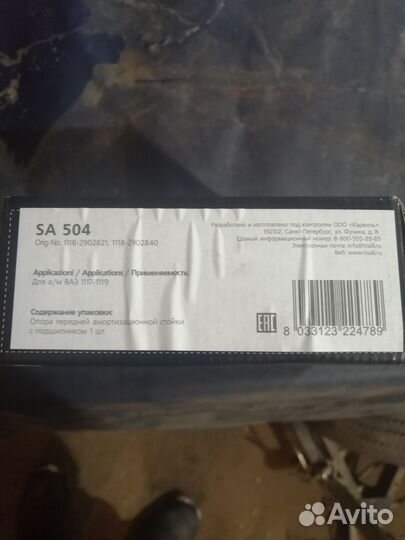 SA 504
Orig-No. 1118-2902821; 1118-2902840
Applicazioni / Applications / Применяемость:
Для а/м ВАЗ 1117-1119
Содержание упаковки:
Опора передней амортизационной стойки
с подшипником 1 шт.
Разработано и изготовлено под контролем ООО «Карвиль»
192102, Санкт-Петербург, ул. Фучика, д. 8
Единый информационный номер: 8-800-555-89-65
Электронная почта: info@trialli.ru
Веб: www.trialli.ru
EAC
8 033123 224789
Avito